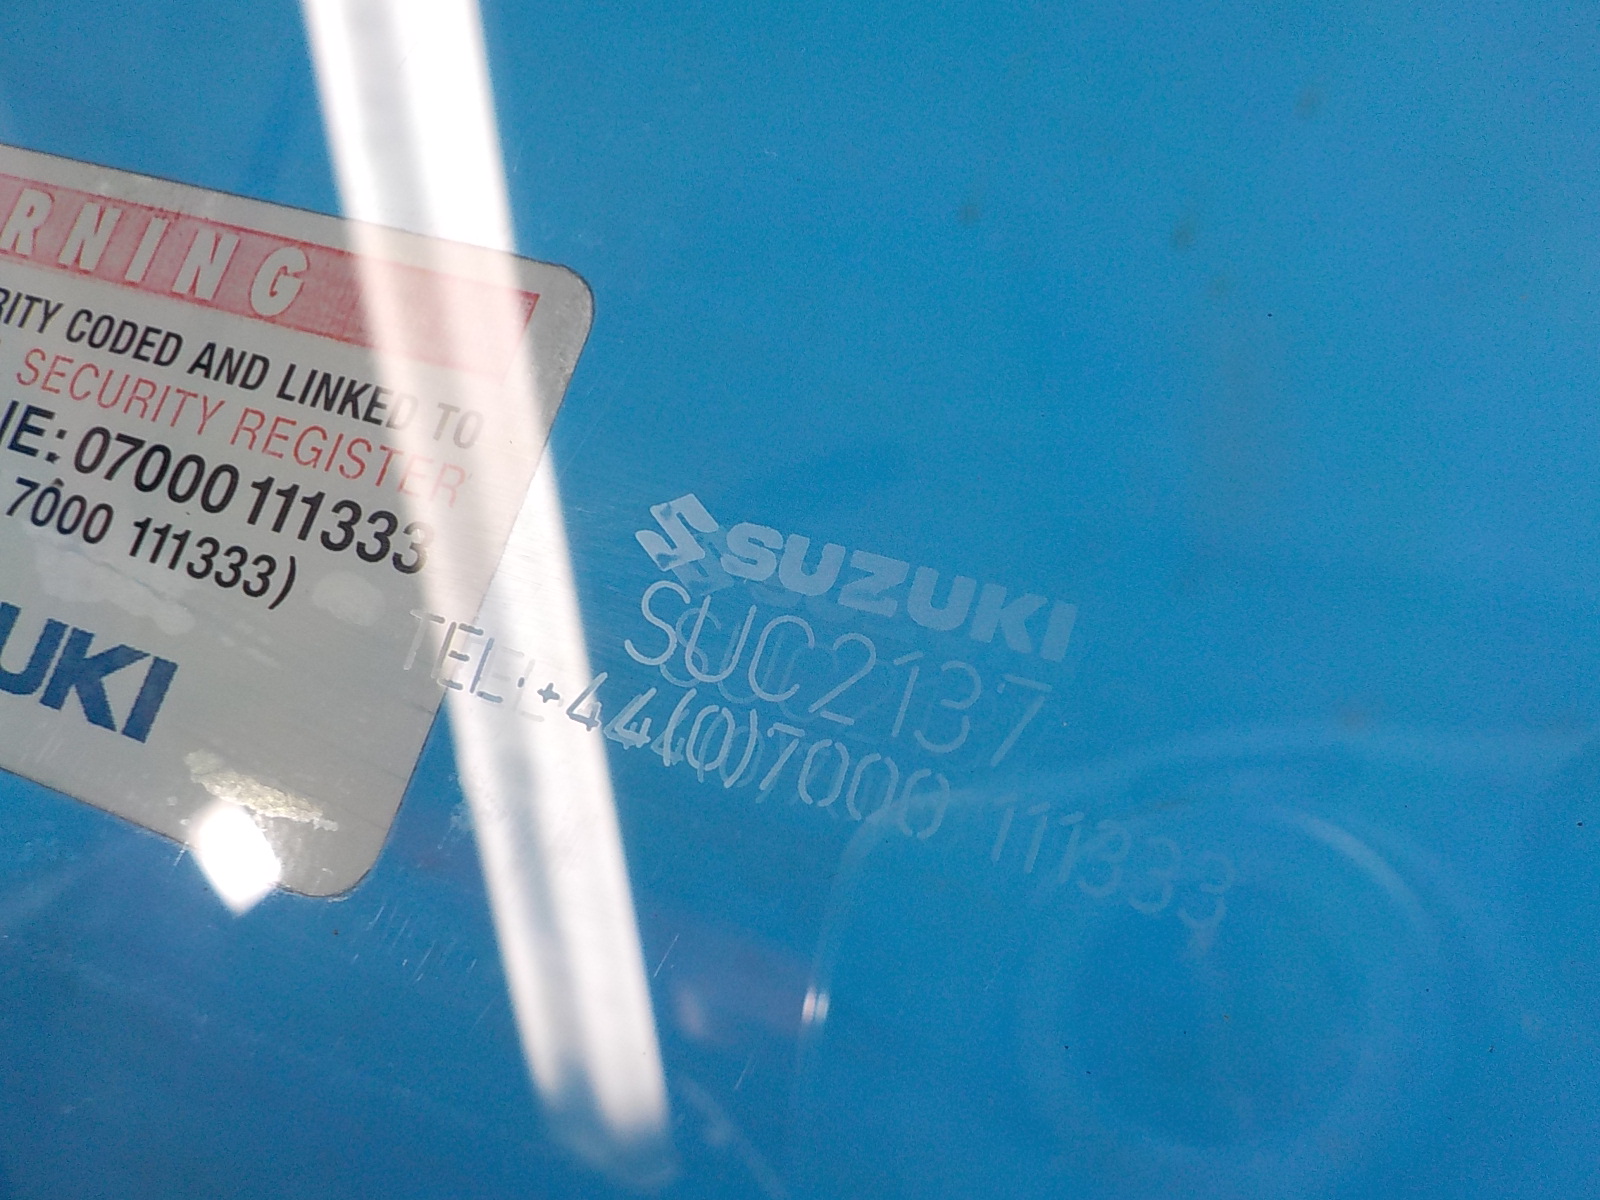 RNING
RITY CODED AND LINKED TO
SECURITY REGISTER
NE: 07000 111333
7000 111333)
UKI
SUZUKI
SUC2137
TEL:+44(0)7000 111333